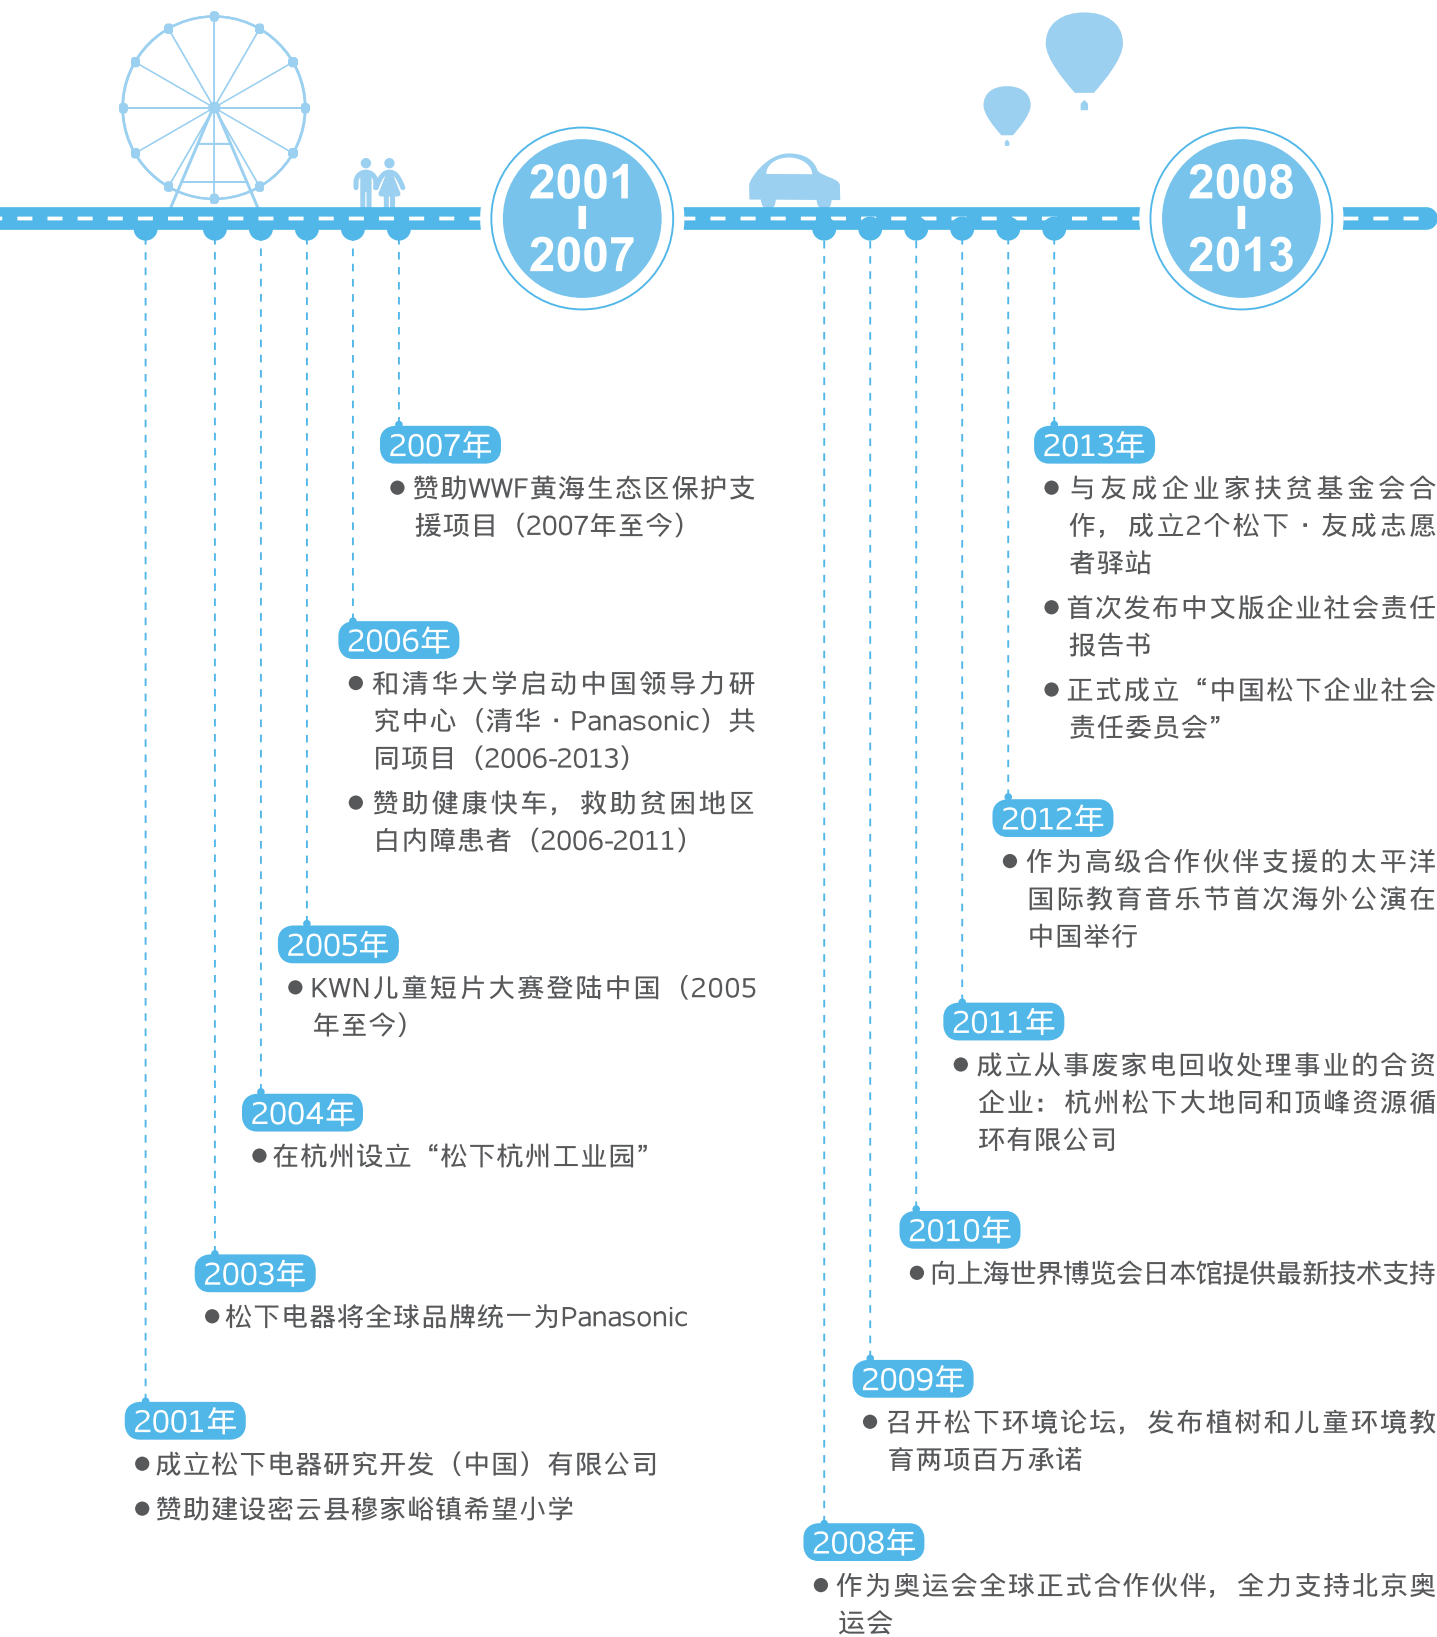 2001
2007
2007年
赞助WWF黄海生态区保护支
援项目（2007年至今）
2006年
和清华大学启动中国领导力研
究中心（清华·Panasonic）共
同项目（2006-2013）
赞助健康快车，救助贫困地区
白内障患者（2006-2011）
2005年
KWN儿童短片大赛登陆中国（2005
年至今）
2004年
在杭州设立“松下杭州工业园”
2003年
松下电器将全球品牌统一为Panasonic
2001年
成立松下电器研究开发（中国）有限公司
赞助建设密云县穆家峪镇希望小学
2008
2013
2013年
与友成企业家扶贫基金会合
作，成立2个松下·友成志愿
者驿站
首次发布中文版企业社会责任
报告书
正式成立“中国松下企业社会
责任委员会”
2012年
作为高级合作伙伴支援的太平洋
国际教育音乐节首次海外公演在
中国举行
2011年
成立从事废家电回收处理事业的合资
企业：杭州松下大地同和顶峰资源循
环有限公司
2010年
向上海世界博览会日本馆提供最新技术支持
2009年
召开松下环境论坛，发布植树和儿童环境教
育两项百万承诺
2008年
作为奥运会全球正式合作伙伴，全力支持北京奥
运会